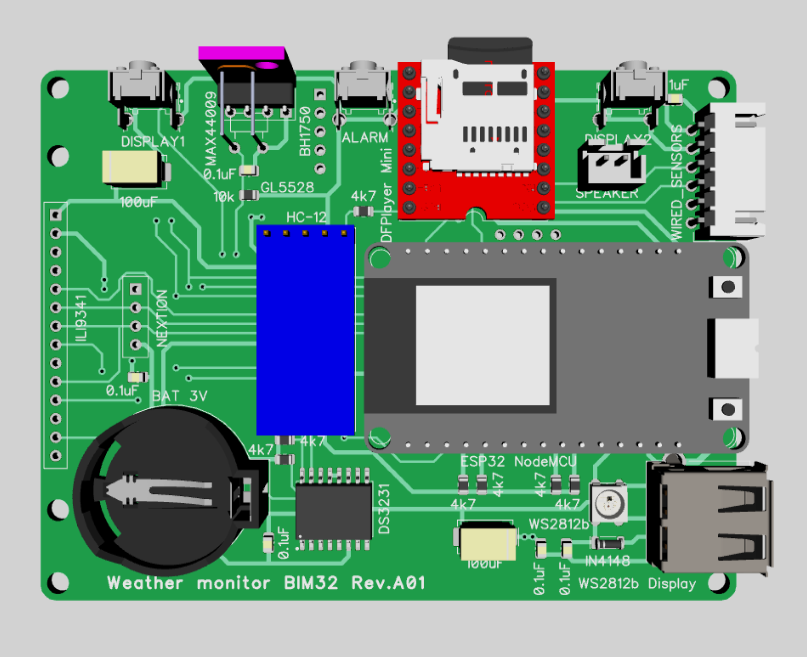 1uF
DISPLAY1
MAX44009
BH1750
ALARM
DISPLAY2
WIRED_SENSORS
SPEAKER
DFPlayer Mini
0.1uF
GL5528
10k
100uF
4k7
HC-12
ILI9341
NEXTION
0.1uF
BAT 3V
4k7
4k7
ESP32 NodeMCU
4k7
4k7
4k7
4k7
DS3231
WS2812b
0.1uF
100uF
IN4148
0.1uF
0.1uF
Weather monitor BIM32 Rev.A01
WS2812b Display